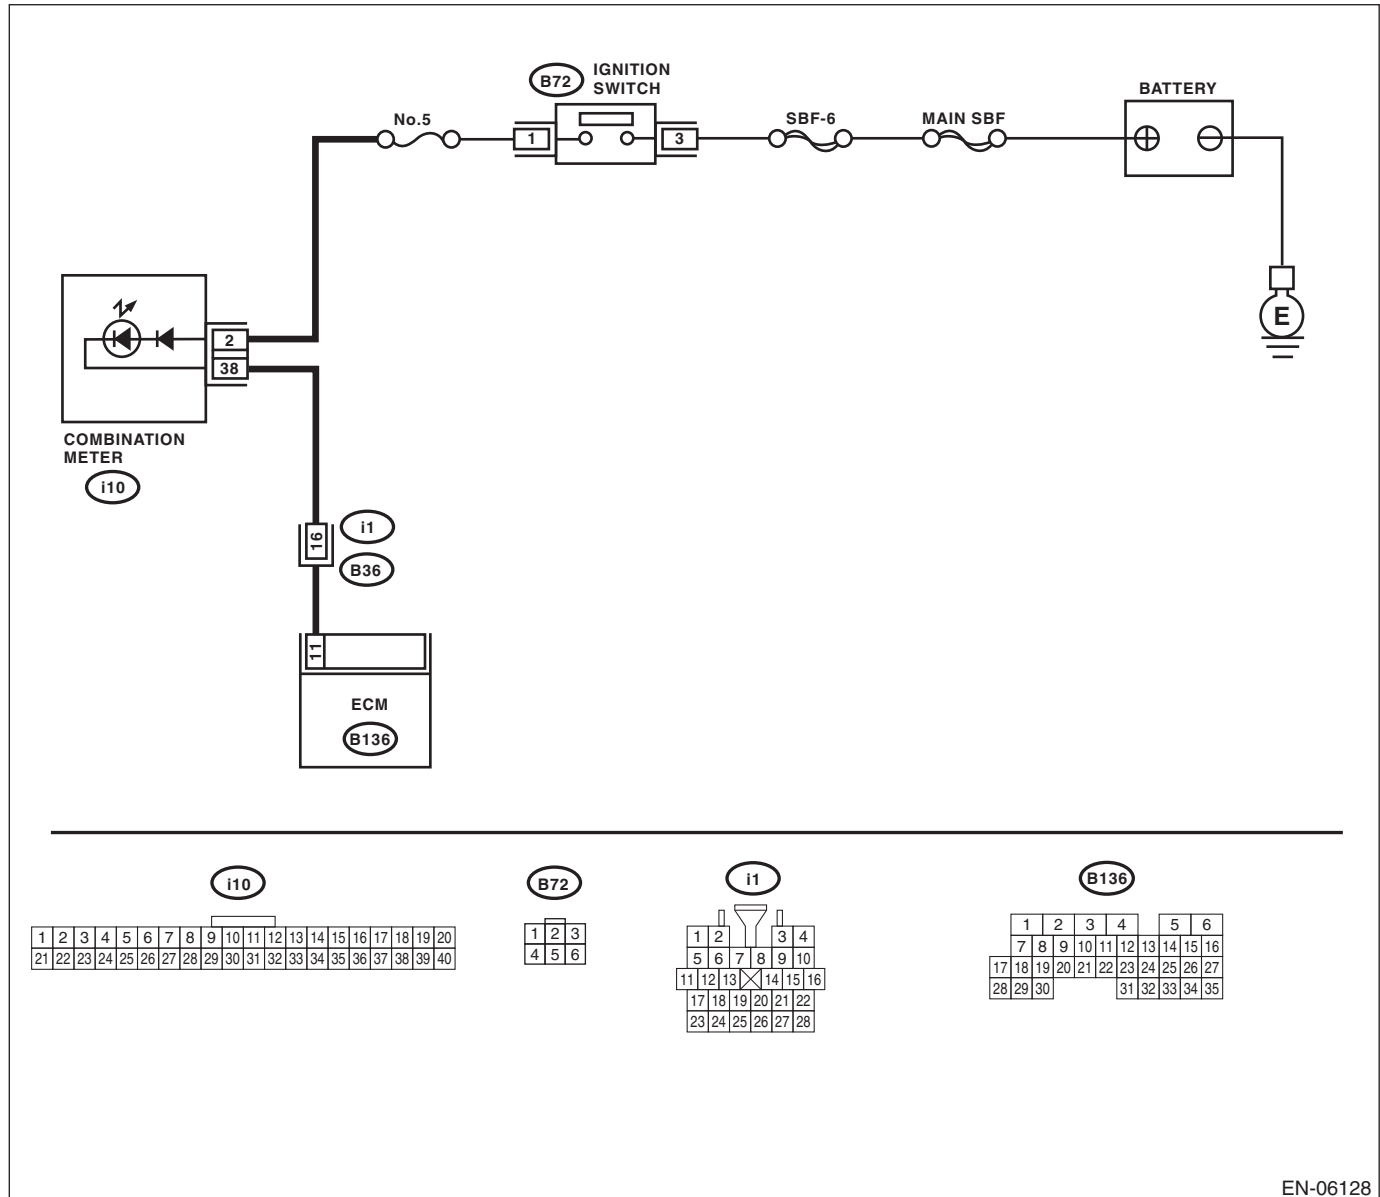 B72
IGNITION
SWITCH
BATTERY
No.5
1
3
SBF-6
MAIN SBF
E
2
38
COMBINATION
METER
i10
16
i1
B36
11
ECM
B136
i10
1 2 3 4 5 6 7 8 9 10 11 12 13 14 15 16 17 18 19 20
21 22 23 24 25 26 27 28 29 30 31 32 33 34 35 36 37 38 39 40
B72
1 2 3
4 5 6
i1
1 2 3 4
5 6 7 8 9 10
11 12 13 14 15 16
17 18 19 20 21 22
23 24 25 26 27 28
B136
1 2 3 4 5 6
7 8 9 10 11 12 13 14 15 16
17 18 19 20 21 22 23 24 25 26 27
28 29 30 31 32 33 34 35
EN-06128